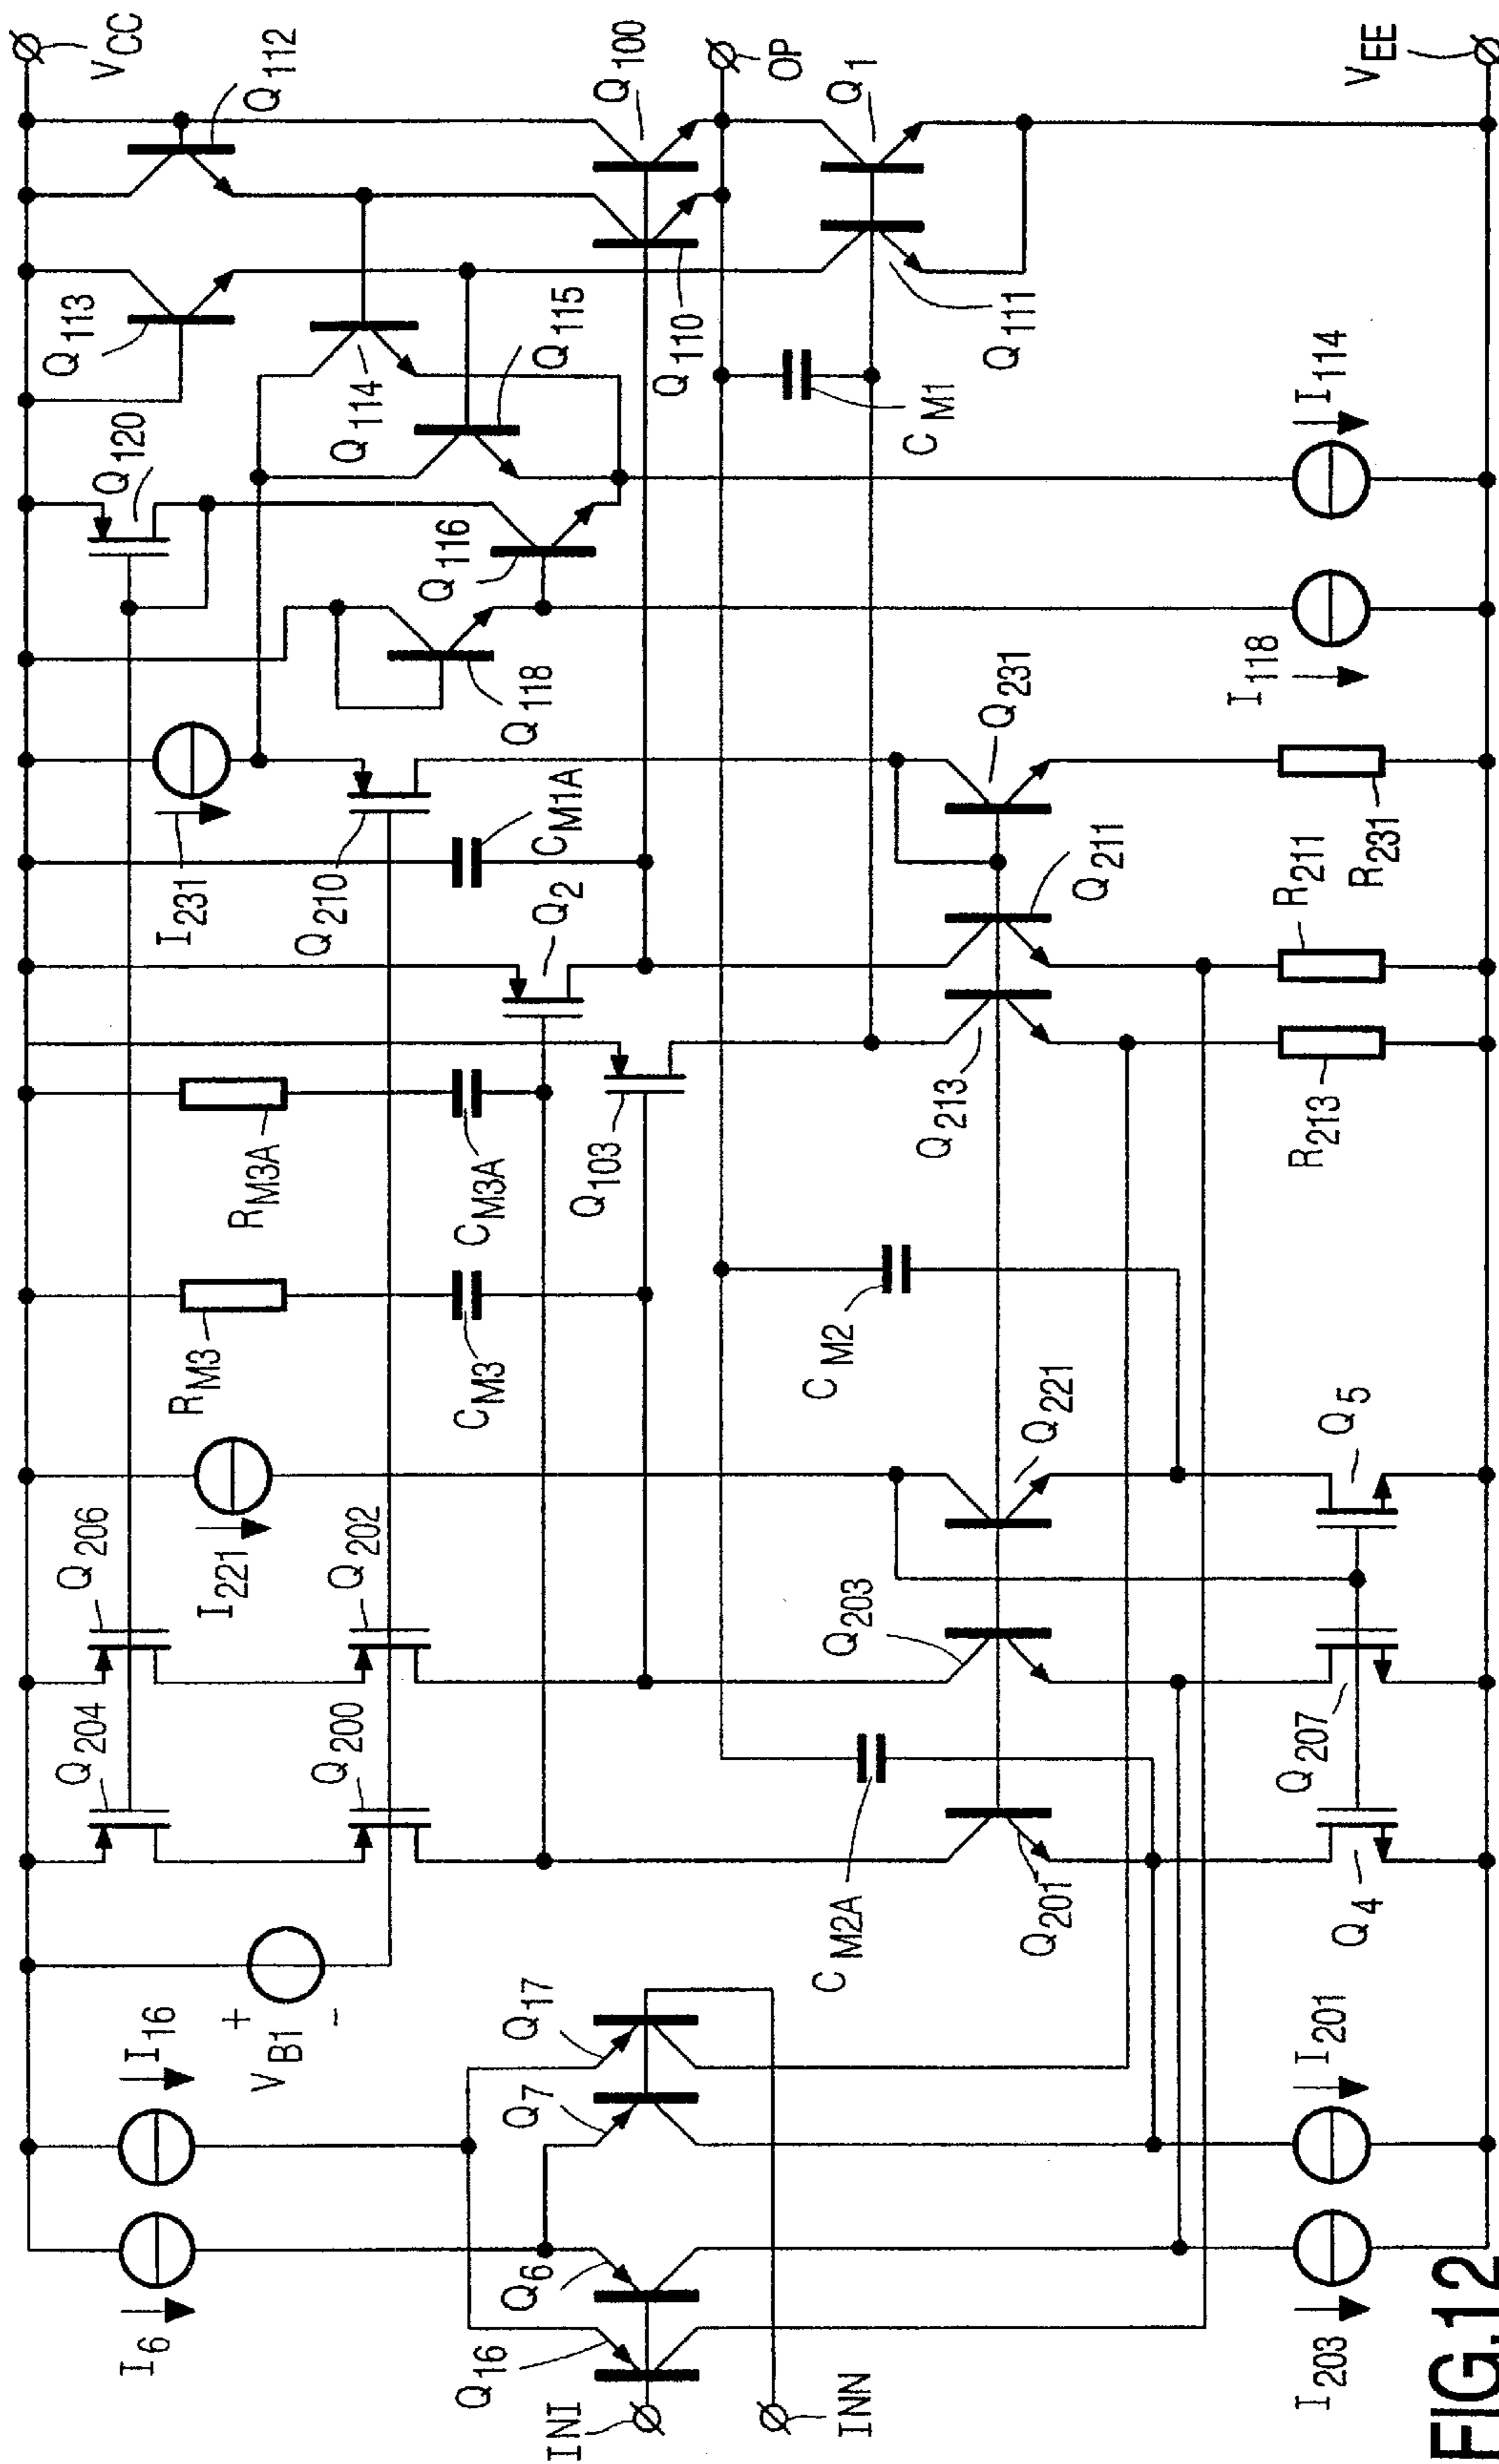 I6
I16
VB1
+
-
Q204
Q206
Q200
Q202
I221
RM3
CM3
RM3A
CM3A
Q103
Q2
CM1A
Q210
I231
Q118
Q116
Q120
Q113
Q114
Q115
Q112
VCC
Q100
Q110
OP
Q1
Q111
CM1
INI
INN
Q16
Q6
Q7
Q17
CM2A
Q201
Q203
CM2
Q221
Q213
Q211
Q231
I203
I201
Q4
Q207
Q5
R213
R211
R231
I118
I114
VEE
FIG.12